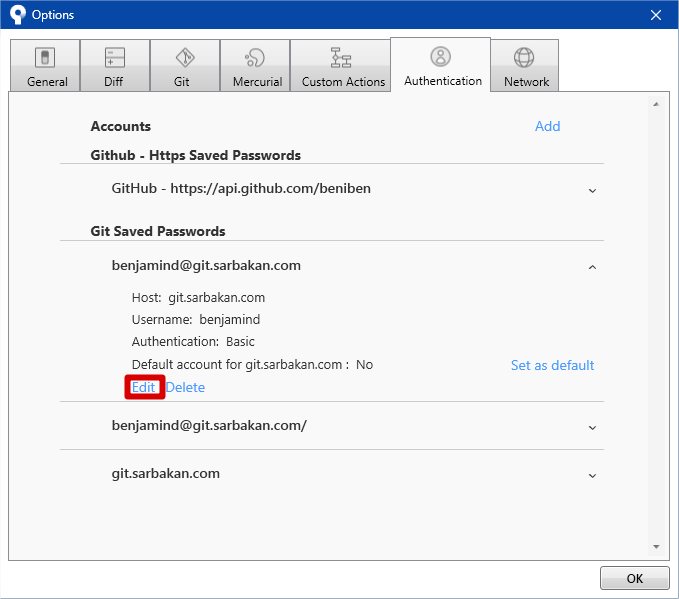 Options
General Diff Git Mercurial Custom Actions Authentication Network
Accounts Add
Github - Https Saved Passwords
GitHub - https://api.github.com/beniben
Git Saved Passwords
benjamind@git.sarbakan.com
Host: git.sarbakan.com
Username: benjamind
Authentication: Basic
Default account for git.sarbakan.com : No Set as default
Edit Delete
benjamind@git.sarbakan.com/
git.sarbakan.com
OK